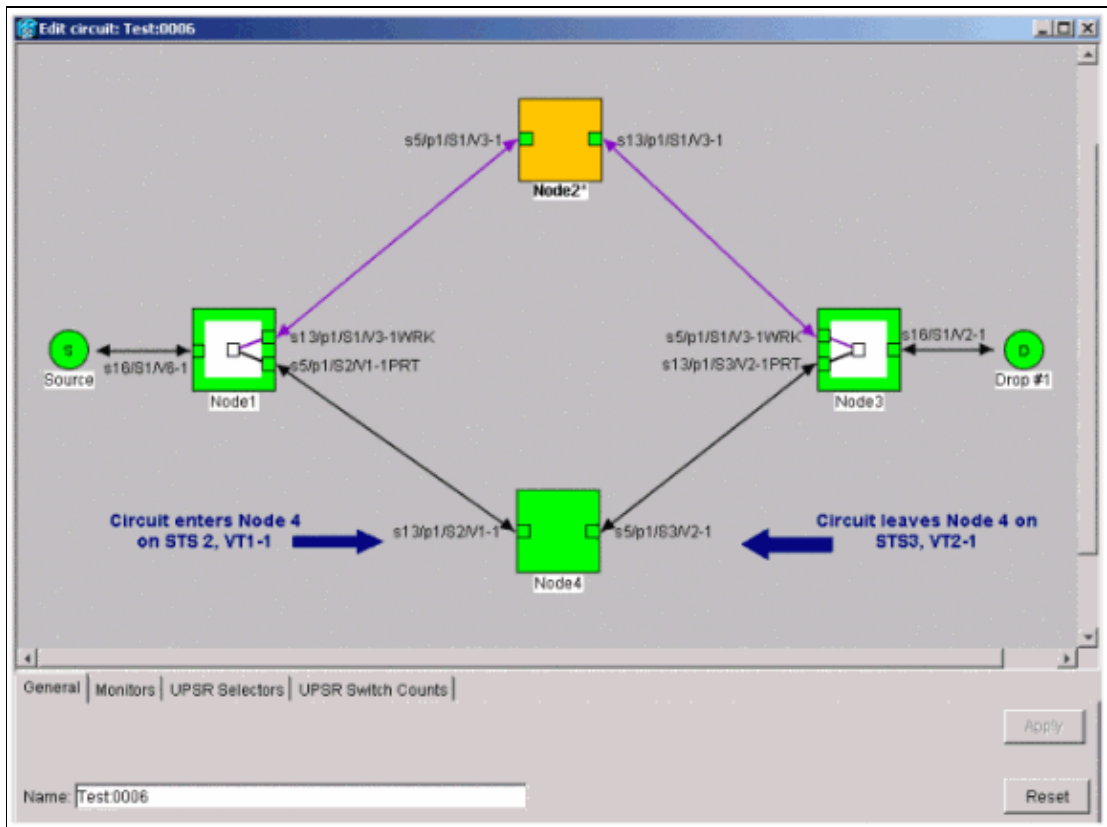 Edit circuit: Test:0006
s5/p1/S1/V3-1
s13/p1/S1/V3-1
Node2*
s13/p1/S1/V3-1WRK
s5/p1/S1/V3-1WRK
S
s16/S1/V6-1
s16/S1/V2-1
D
Source
s5/p1/S2/V1-1PRT
s13/p1/S3/V2-1PRT
Drop #1
Node1
Node3
Circuit enters Node 4
on STS 2, VT1-1
s13/p1/S2/V1-1
s5/p1/S3/V2-1
Circuit leaves Node 4 on
STS3, VT2-1
Node4
General
Monitors
UPSR Selectors
UPSR Switch Counts
Apply
Name: Test:0006
Reset